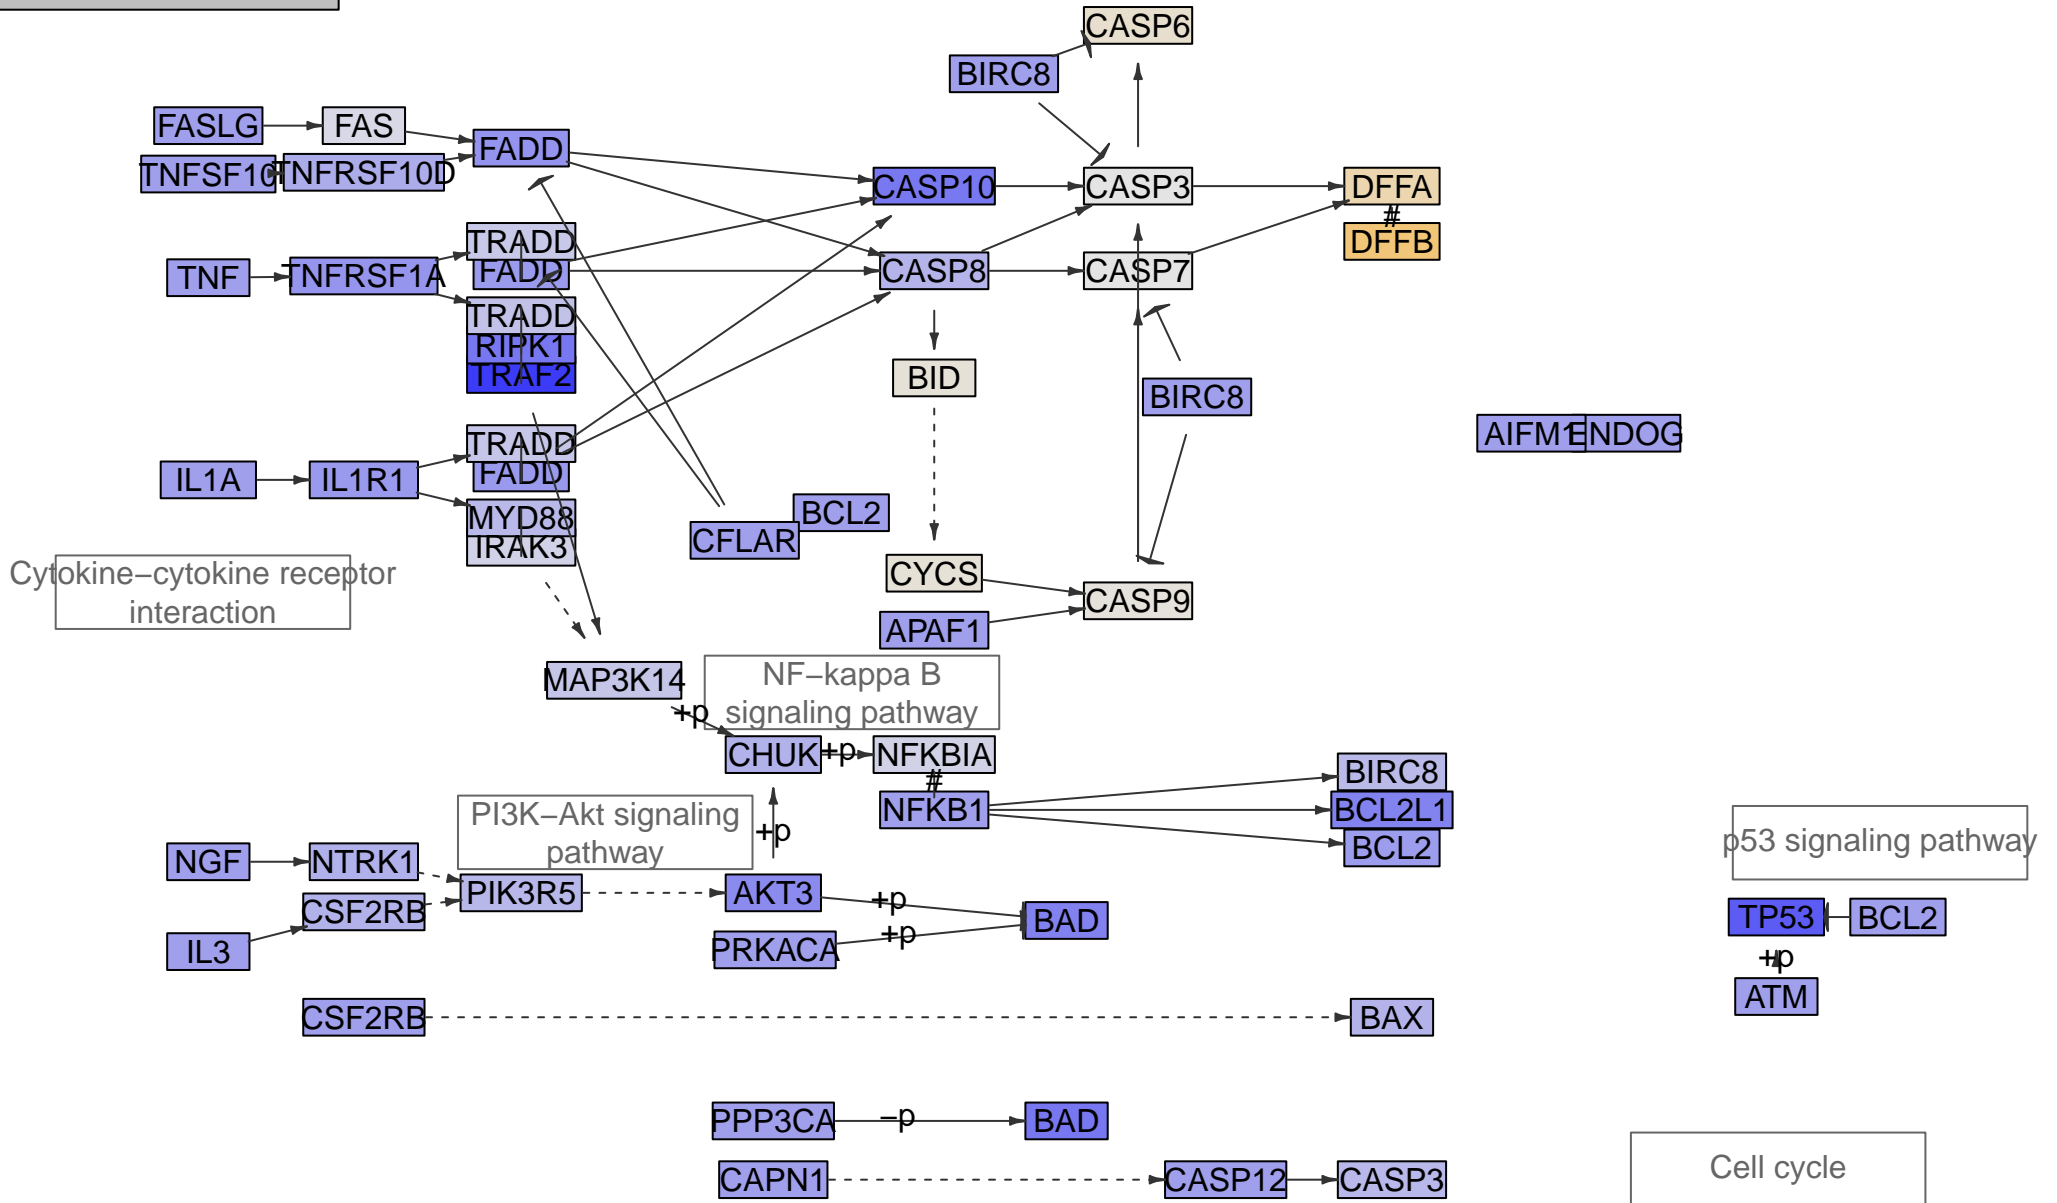 CASP6
BIRC8
FASLG
FAS
FADD
TNFSF10
TNFRSF10D
CASP10
CASP3
DFFA
#
DFFB
TRADD
FADD
TNF
TNFRSF1A
CASP8
CASP7
TRADD
RIPK1
TRAF2
BID
BIRC8
AIFM1
ENDOG
TRADD
FADD
IL1A
IL1R1
MYD88
IRAK3
BCL2
CFLAR
Cytokine–cytokine receptor
interaction
CYCS
CASP9
APAF1
MAP3K14
NF–kappa B
signaling pathway
+p
CHUK
+p
NFKBIA
#
NFKB1
BIRC8
BCL2L1
BCL2
PI3K–Akt signaling
pathway
+p
p53 signaling pathway
NGF
NTRK1
PIK3R5
AKT3
+p
BAD
CSF2RB
IL3
PRKACA
+p
TP53
BCL2
+p
ATM
CSF2RB
BAX
PPP3CA
–p
BAD
CAPN1
CASP12
CASP3
Cell cycle